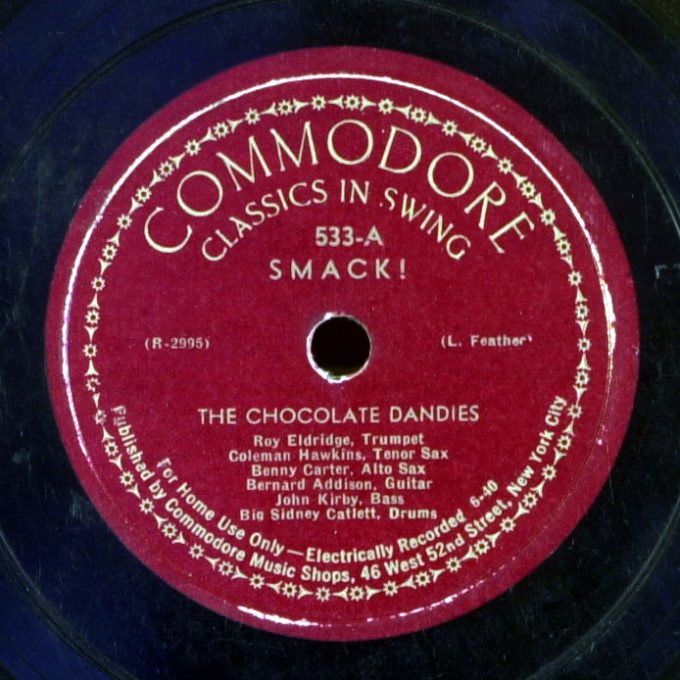 COMMODORE
CLASSICS IN SWING
533-A
SMACK!
(R-2995)
(L. Feather)
THE CHOCOLATE DANDIES
Roy Eldridge, Trumpet
Coleman Hawkins, Tenor Sax
Benny Carter, Alto Sax
Bernard Addison, Guitar
John Kirby, Bass
Big Sidney Catlett, Drums
For Home Use Only — Electrically Recorded 6-40
Published by Commodore Music Shops, 46 West 52nd Street, New York City